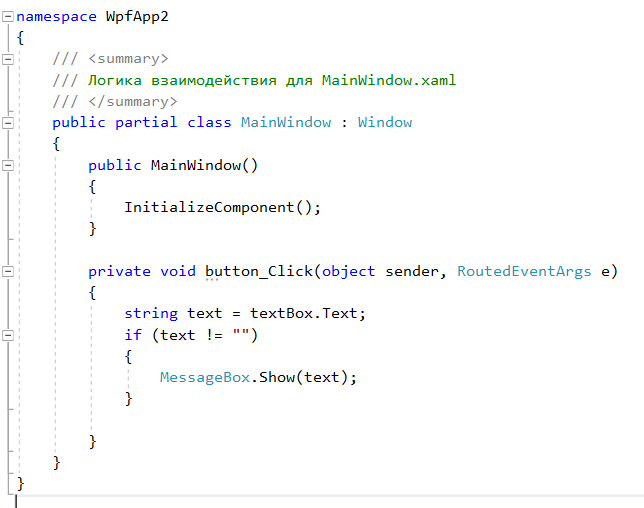 namespace WpfApp2
{
/// <summary>
/// Логика взаимодействия для MainWindow.xaml
/// </summary>
public partial class MainWindow : Window
{
public MainWindow()
{
InitializeComponent();
}
private void button_Click(object sender, RoutedEventArgs e)
{
string text = textBox.Text;
if (text != "")
{
MessageBox.Show(text);
}
}
}
}